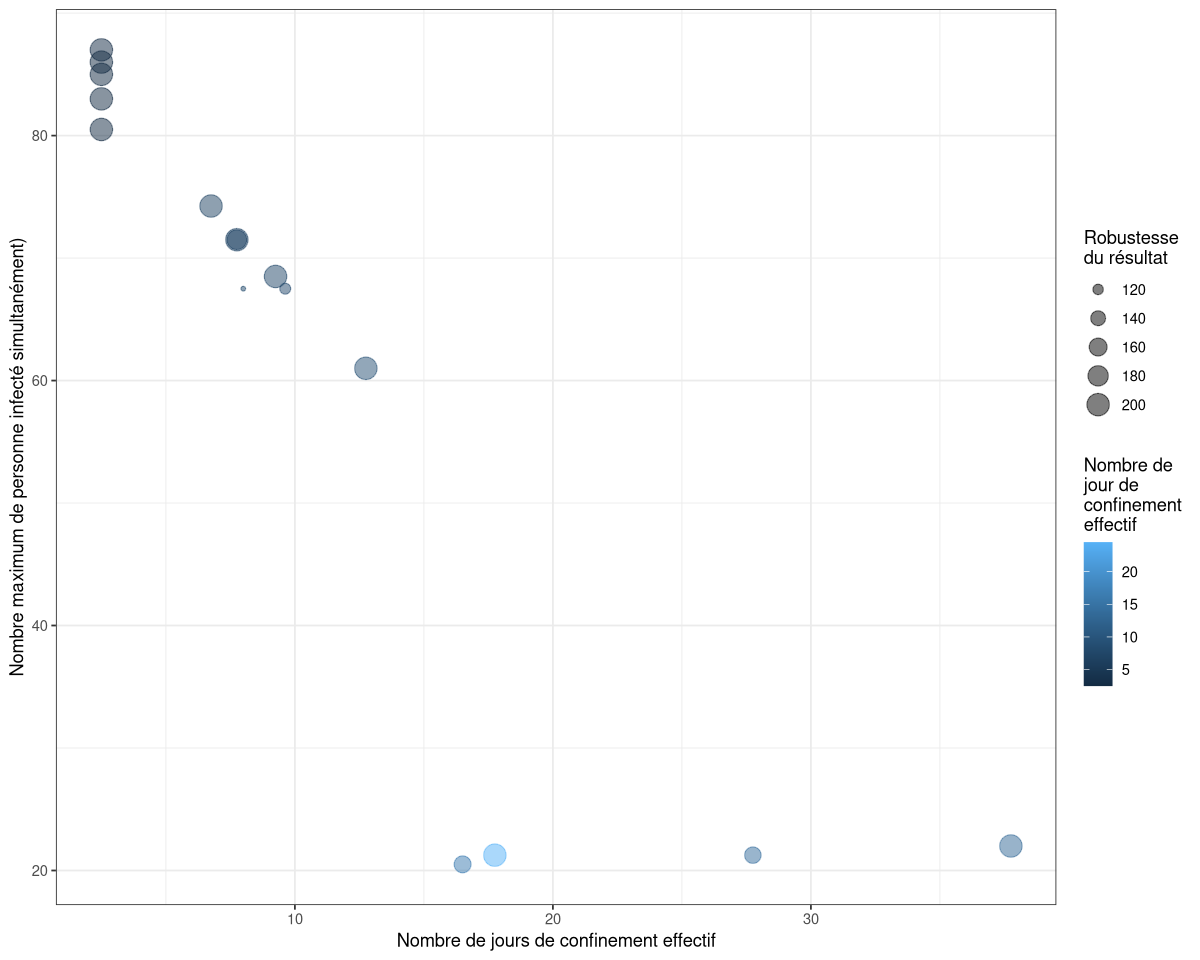 Nombre maximum de personne infecté simultanément)
80
60
40
20
10
20
30
Nombre de jours de confinement effectif
Robustesse
du résultat
120
140
160
180
200
Nombre de
jour de
confinement
effectif
20
15
10
5